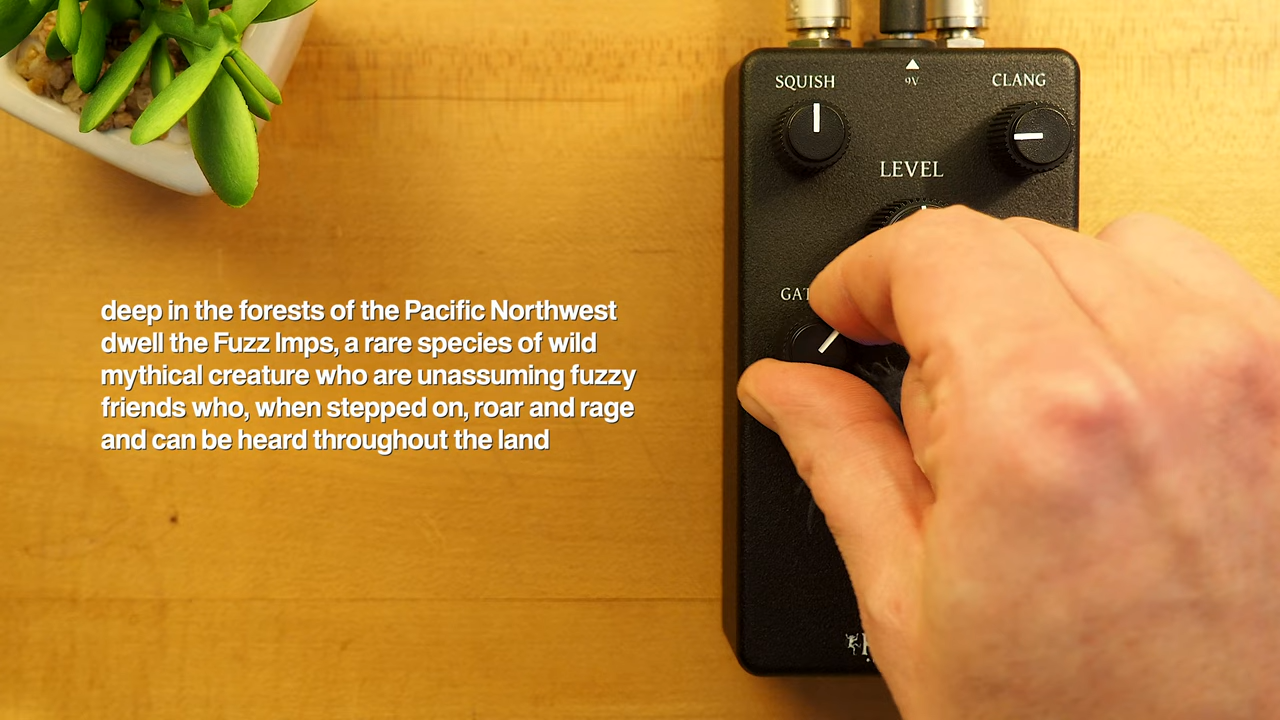 SQUISH
9V
CLANG
LEVEL
deep in the forests of the Pacific Northwest
dwell the Fuzz Imps, a rare species of wild
mythical creature who are unassuming fuzzy
friends who, when stepped on, roar and rage
and can be heard throughout the land